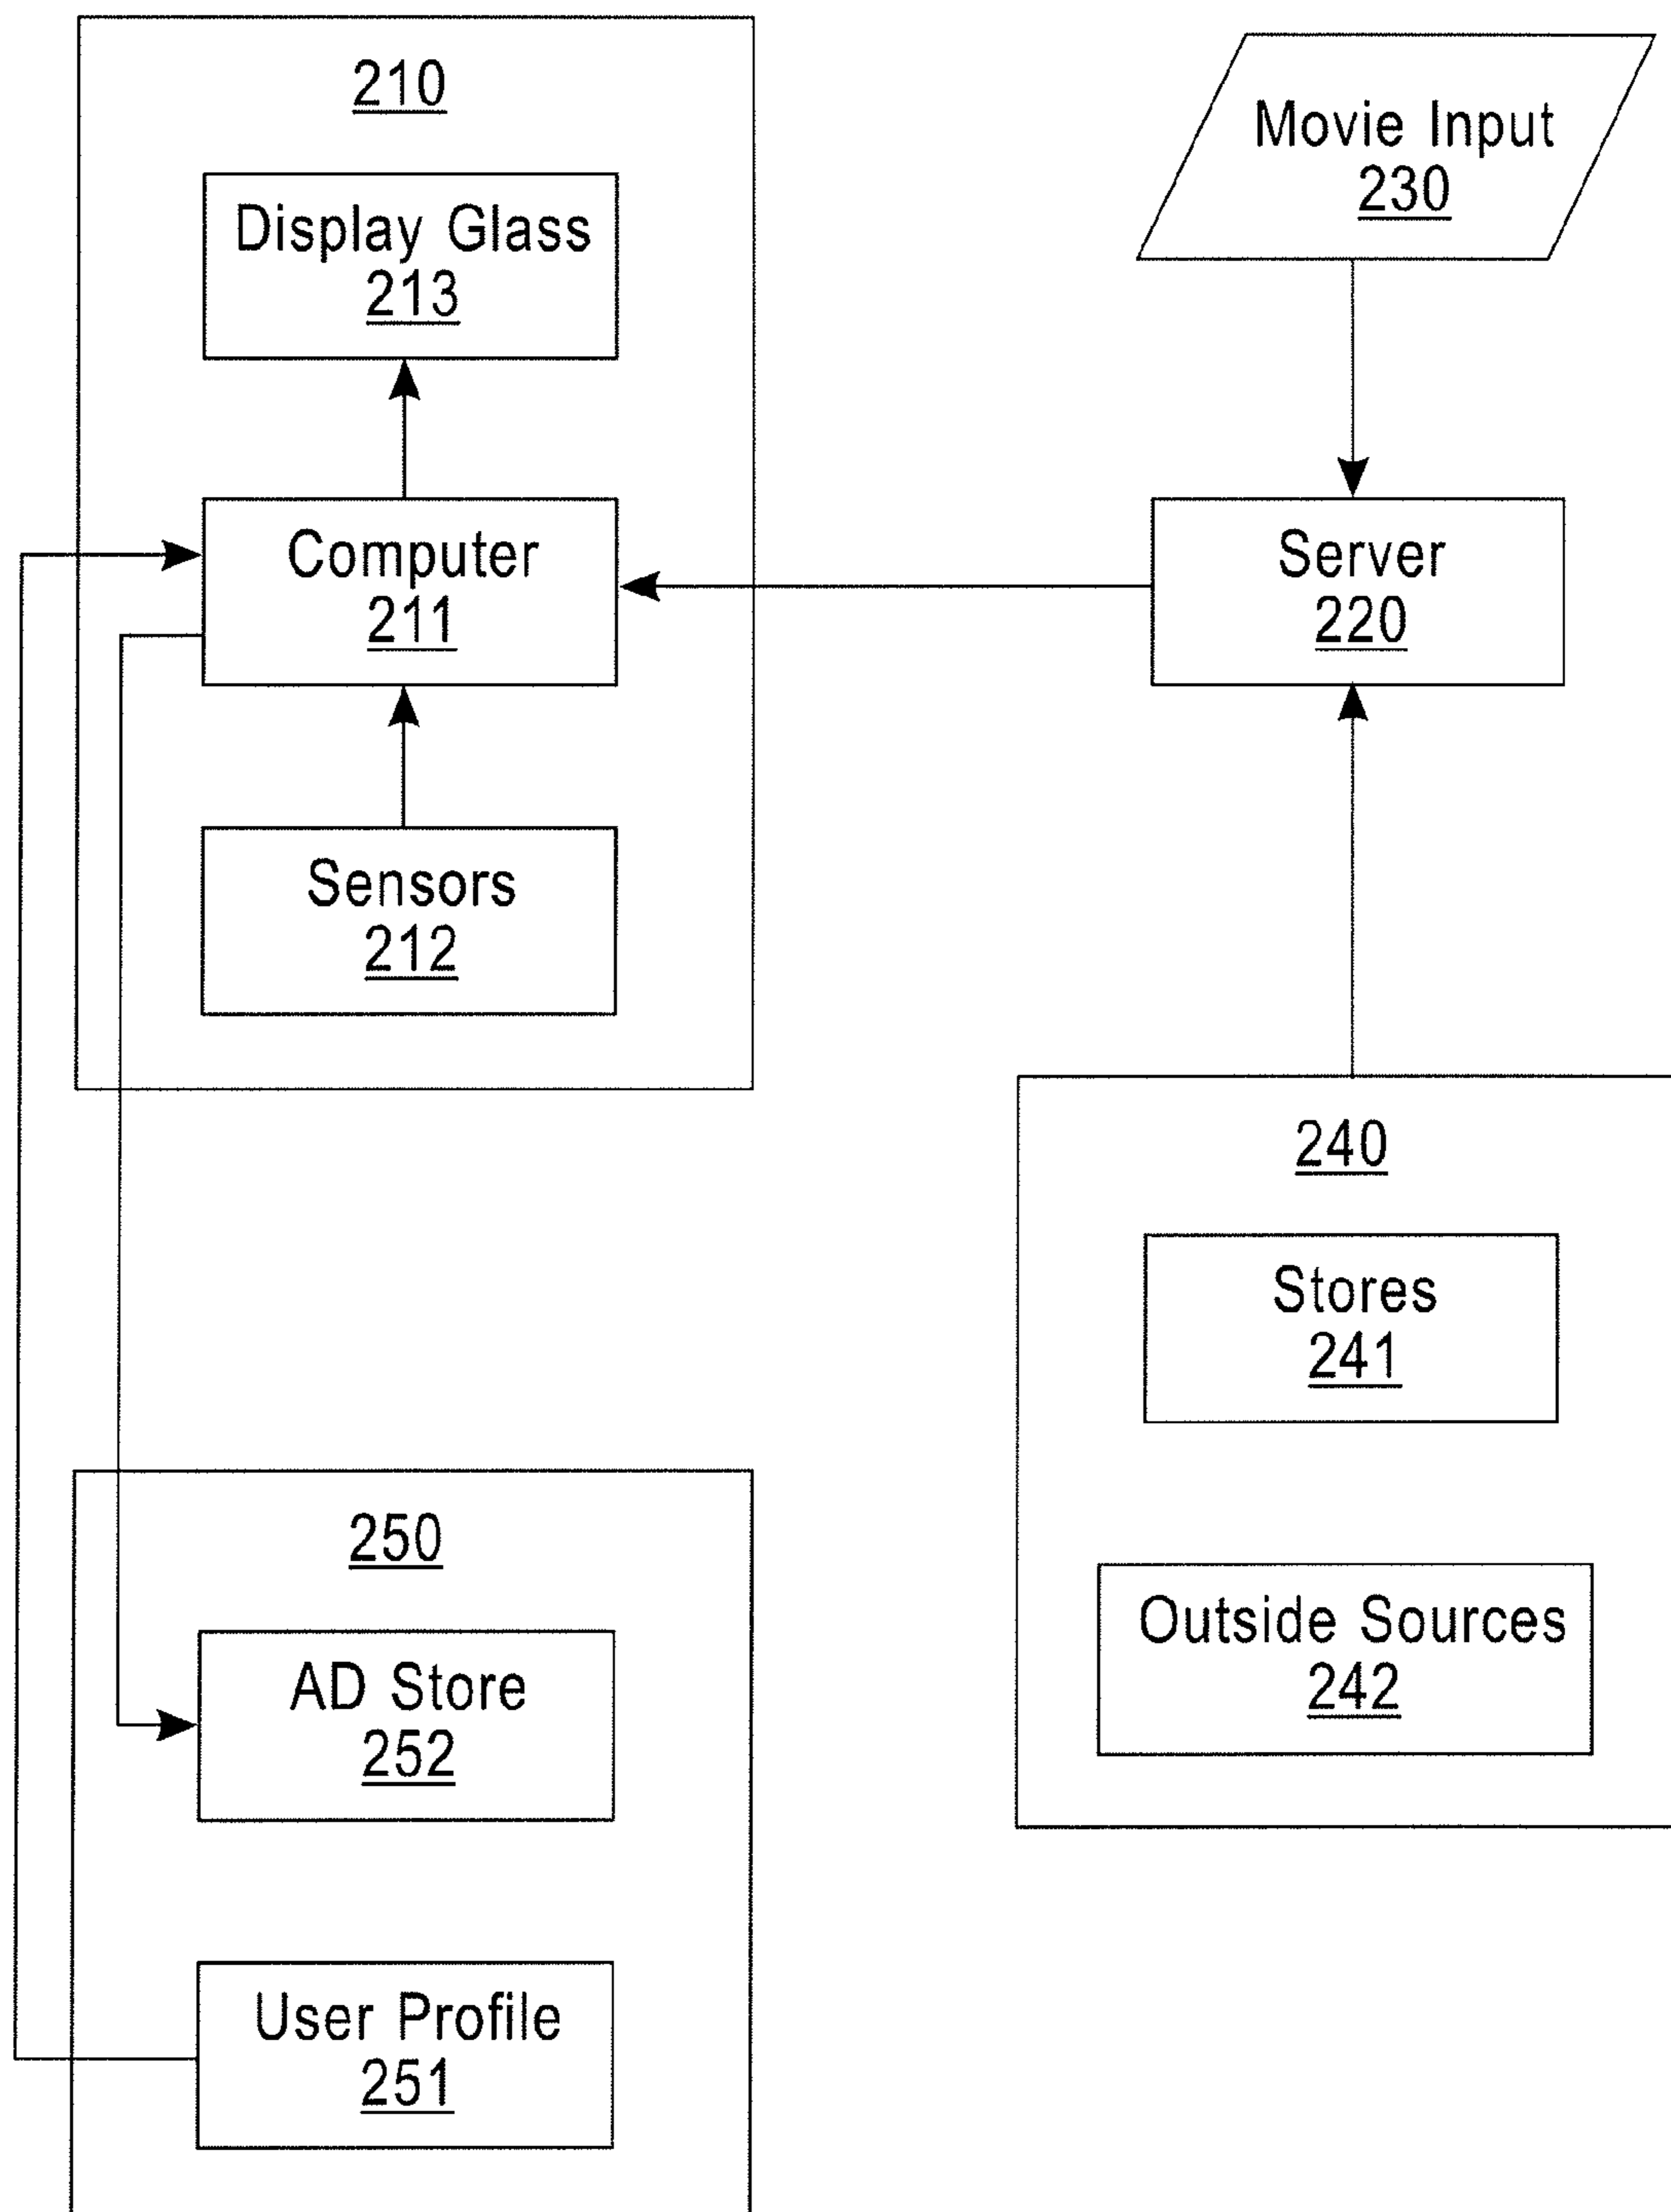 210
Display Glass
213
Computer
211
Sensors
212
Movie Input
230
Server
220
240
Stores
241
Outside Sources
242
250
AD Store
252
User Profile
251